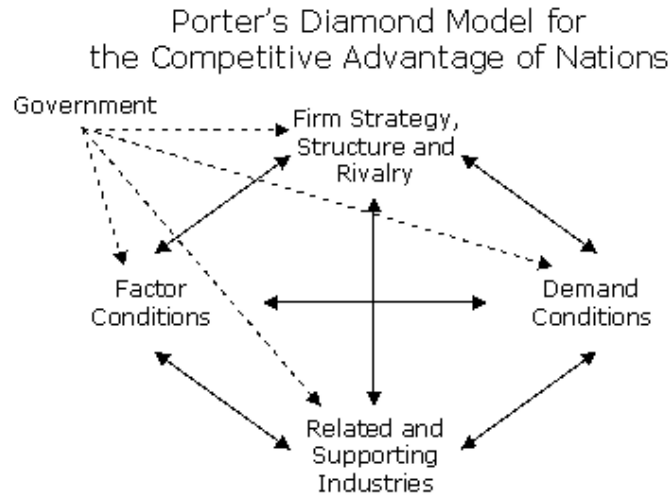 Porter's Diamond Model for
the Competitive Advantage of Nations
Government
Firm Strategy,
Structure and
Rivalry
Factor
Conditions
Demand
Conditions
Related and
Supporting
Industries